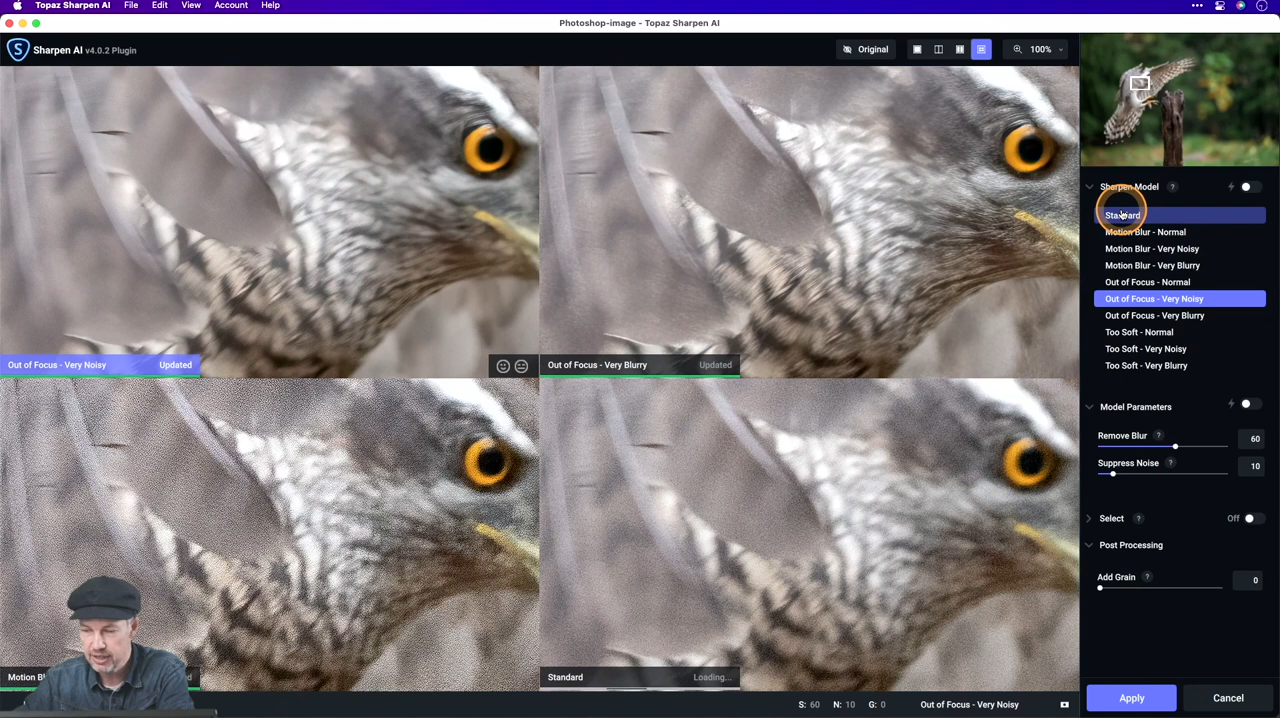 Topaz Sharpen AI File Edit View Account Help
Photoshop-image - Topaz Sharpen AI
Sharpen AI v4.0.2 Plugin
Original
100%
Sharpen Model ?
Standard
Motion Blur - Normal
Motion Blur - Very Noisy
Motion Blur - Very Blurry
Out of Focus - Normal
Out of Focus - Very Noisy
Out of Focus - Very Blurry
Too Soft - Normal
Too Soft - Very Noisy
Too Soft - Very Blurry
Out of Focus - Very Noisy Updated
Out of Focus - Very Blurry Updated
Model Parameters
Remove Blur ? 60
Suppress Noise ? 10
Select ? Off
Post Processing
Add Grain ? 0
Motion
Standard Loading...
S: 60 N: 10 G: 0 Out of Focus - Very Noisy
Apply Cancel